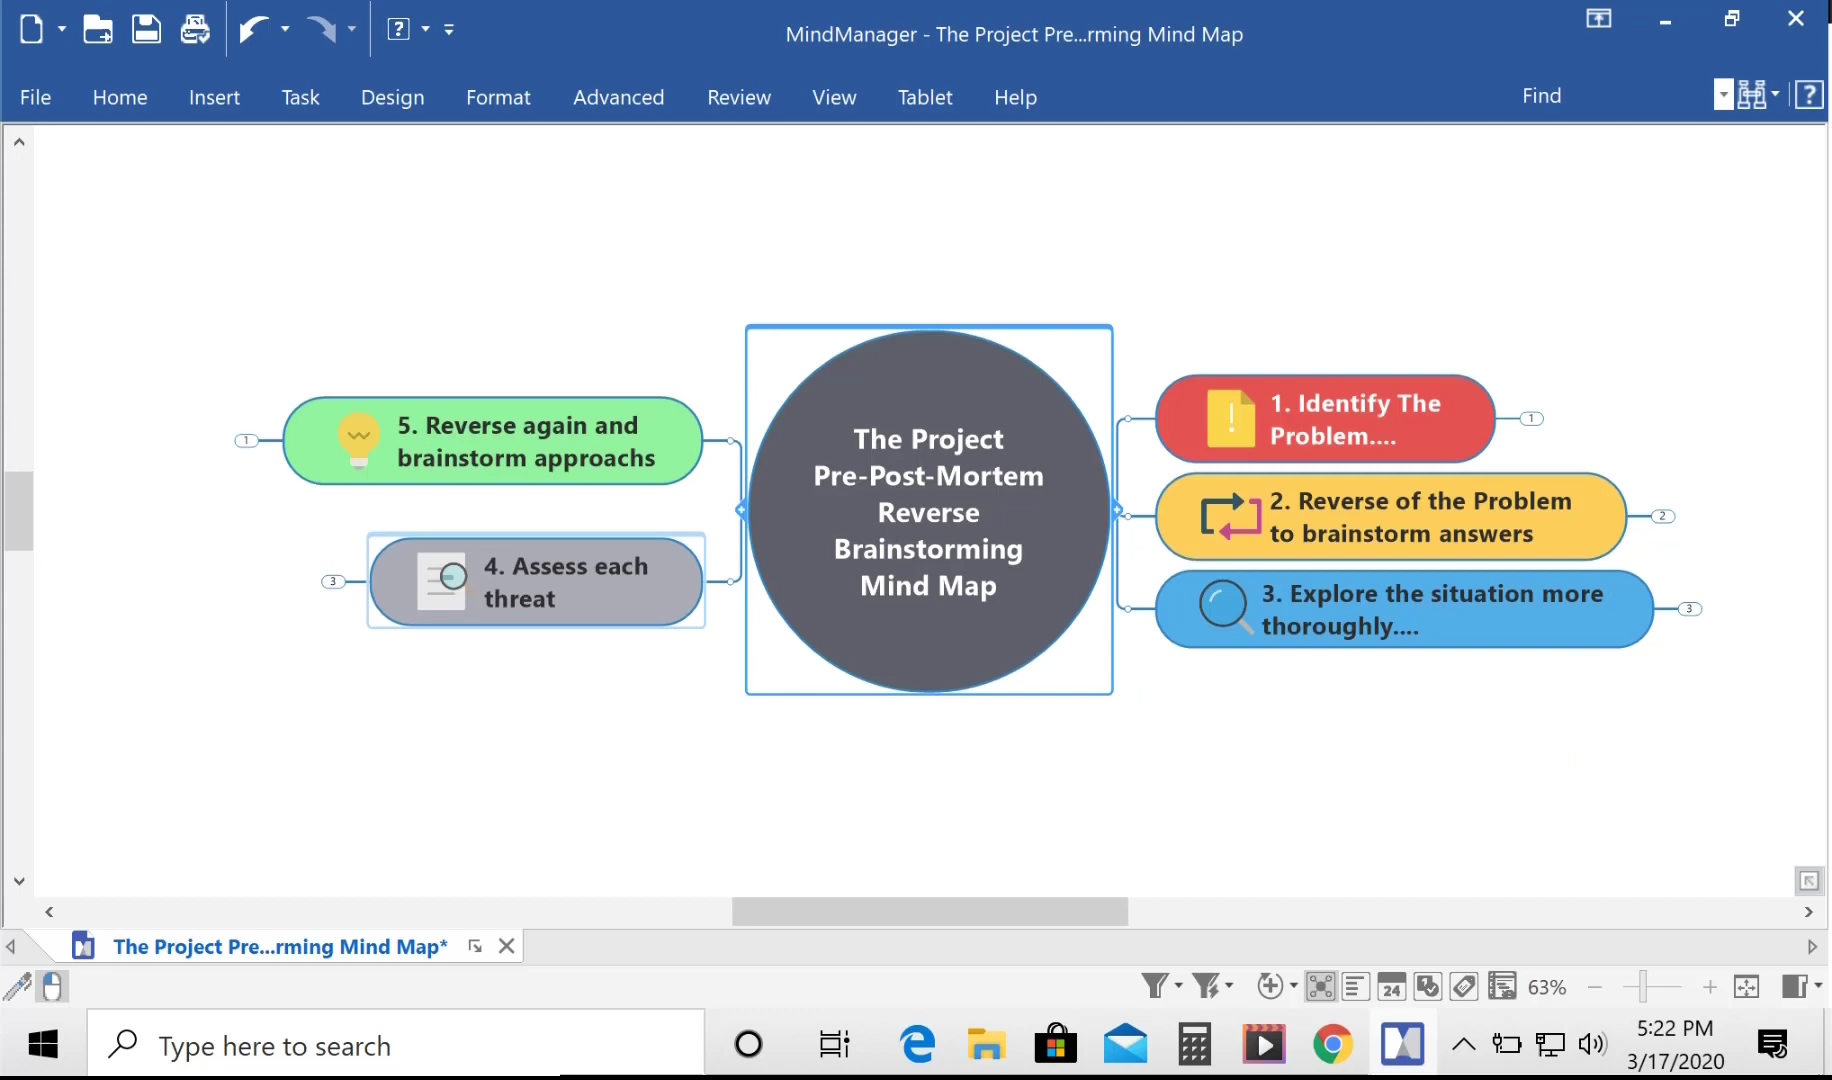 MindManager - The Project Pre...rming Mind Map
File Home Insert Task Design Format Advanced Review View Tablet Help Find
5. Reverse again and
brainstorm approachs
1
4. Assess each
threat
3
The Project
Pre-Post-Mortem
Reverse
Brainstorming
Mind Map
1. Identify The
Problem....
1
2. Reverse of the Problem
to brainstorm answers
2
3. Explore the situation more
thoroughly....
3
The Project Pre...rming Mind Map*
24
63%
Type here to search
5:22 PM
3/17/2020